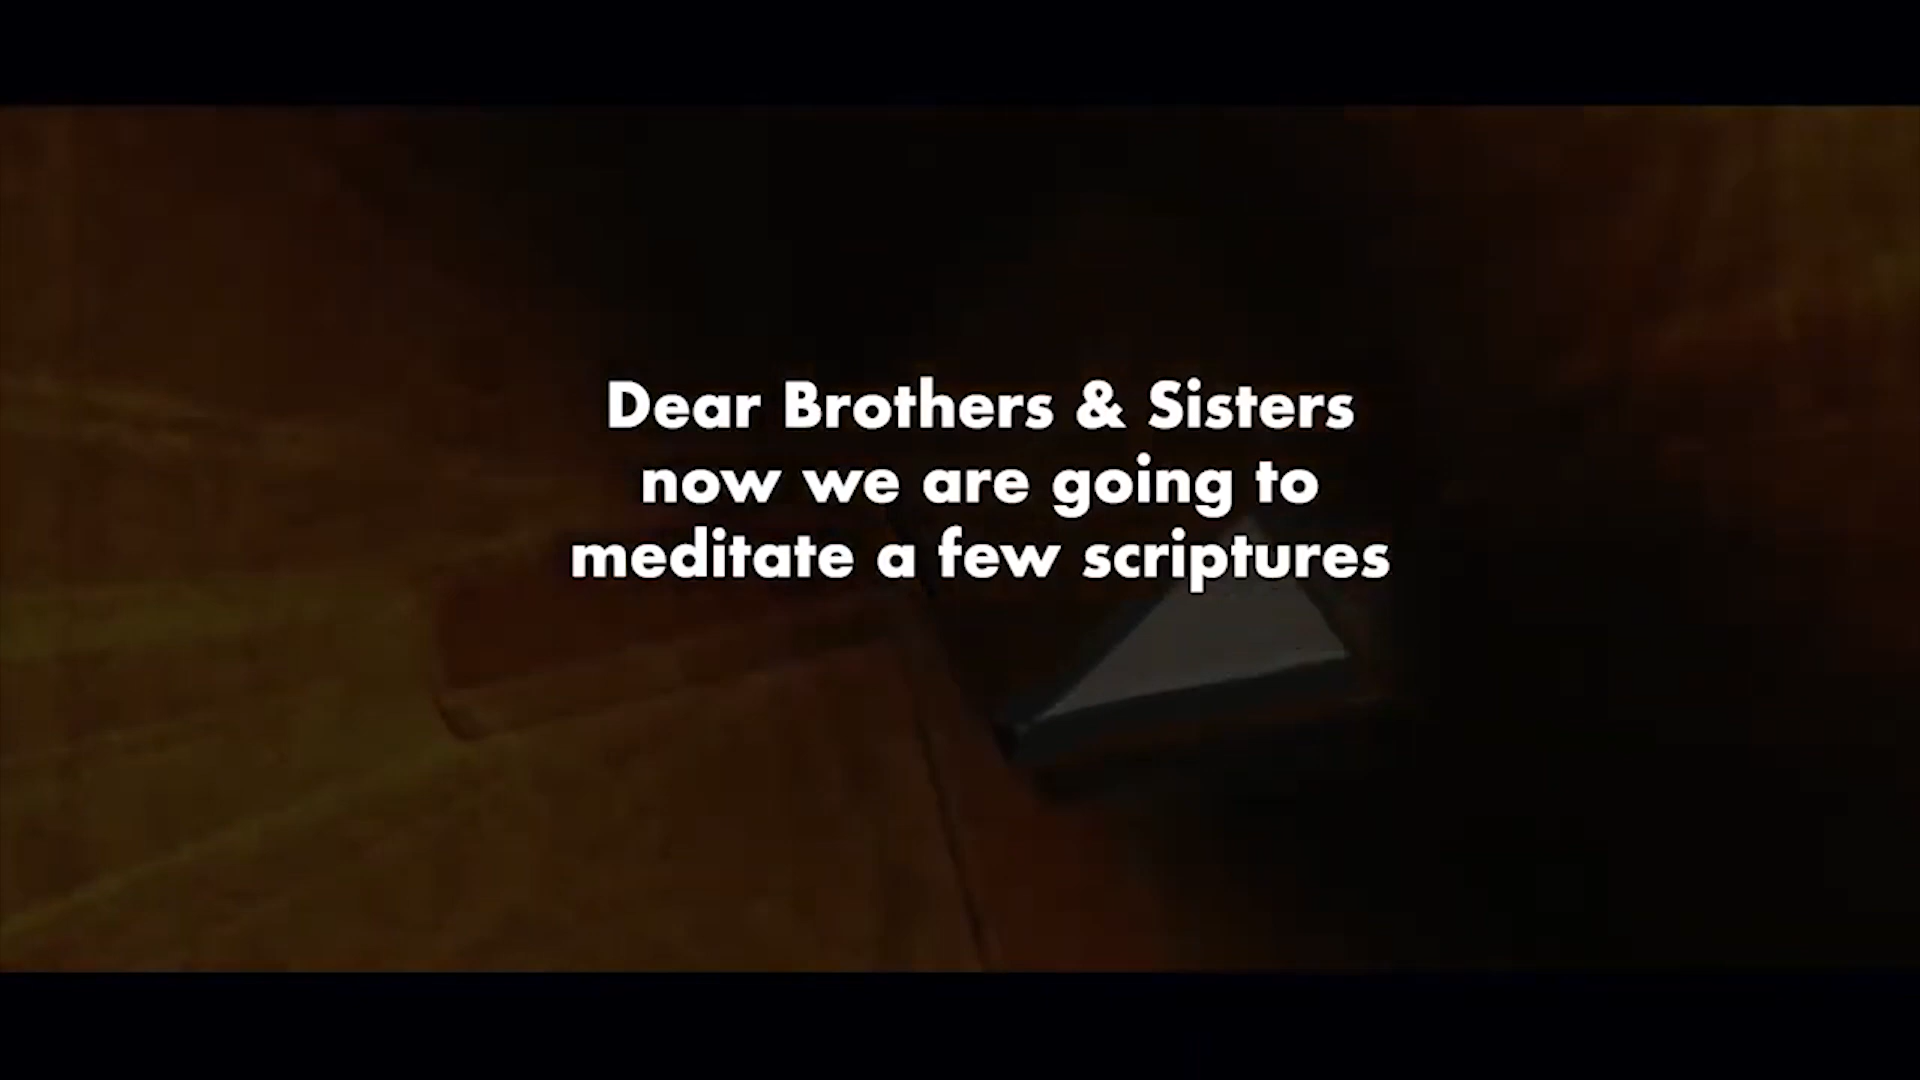 Dear Brothers & Sisters
now we are going to
meditate a few scriptures